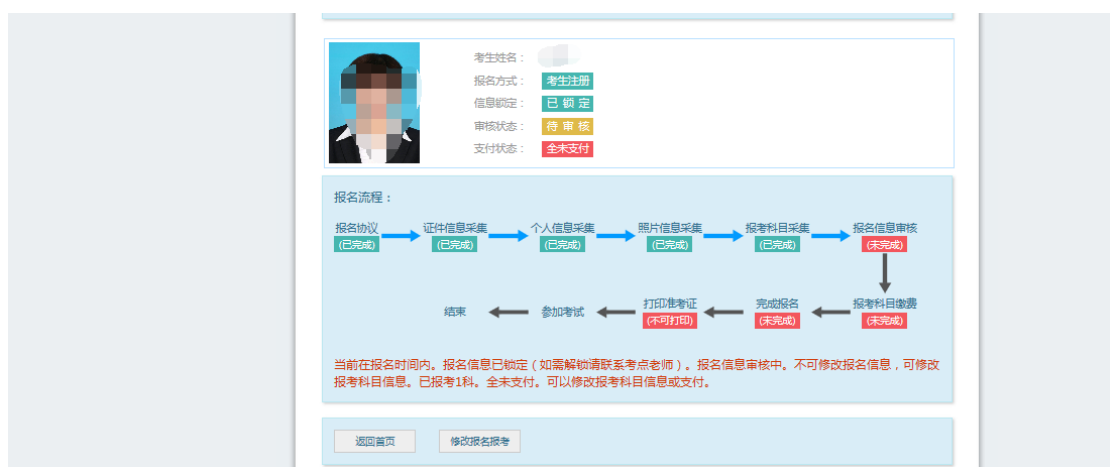 考生姓名：
报名方式： 考生注册
信息锁定： 已 锁 定
审核状态： 待 审 核
支付状态： 全未支付
报名流程：
报名协议 证件信息采集 个人信息采集 照片信息采集 报考科目采集 报名信息审核
(已完成) (已完成) (已完成) (已完成) (已完成) (未完成)
结束 参加考试 打印准考证 完成报名 报考科目缴费
(不可打印) (未完成) (未完成)
当前在报名时间内。报名信息已锁定（如需解锁请联系考点老师）。报名信息审核中。不可修改报名信息，可修改
报考科目信息。已报考1科。全未支付。可以修改报考科目信息或支付。
返回首页 修改报名报考